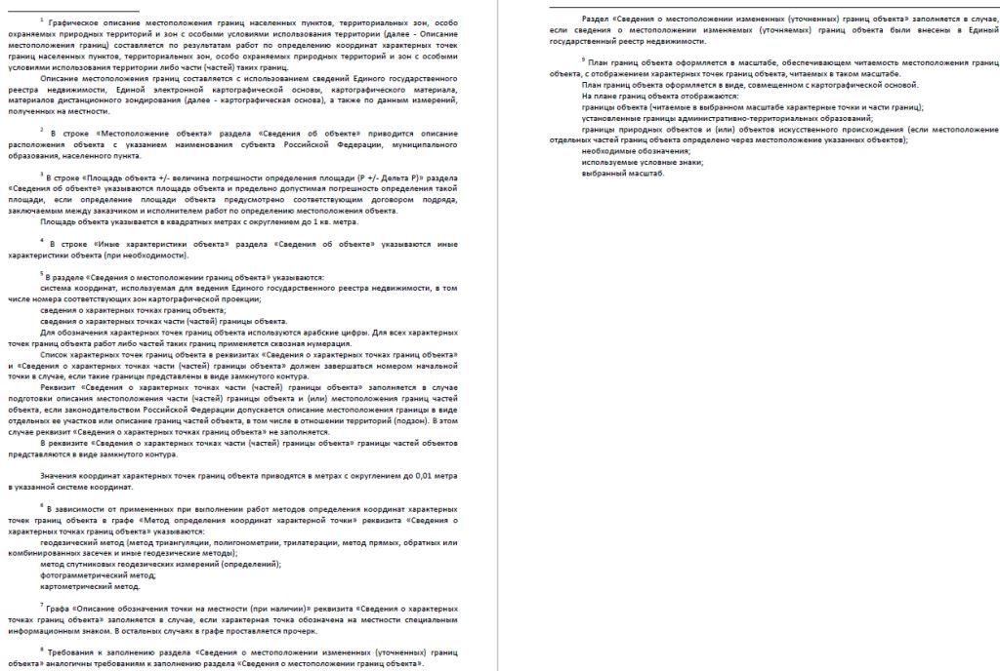 1 Графическое описание местоположения границ населенных пунктов, территориальных зон, особо
охраняемых природных территорий и зон с особыми условиями использования территории (далее - Описание
местоположения границ) составляется по результатам работ по определению координат характерных точек
границ населенных пунктов, территориальных зон, особо охраняемых природных территорий и зон с особыми
условиями использования территории либо части (частей) таких границ.
Описание местоположения границ составляется с использованием сведений Единого государственного
реестра недвижимости, Единой электронной картографической основы, картографического материала,
материалов дистанционного зондирования (далее - картографическая основа), а также по данным измерений,
полученных на местности.
2 В строке «Местоположение объекта» раздела «Сведения об объекте» приводится описание
расположения объекта с указанием наименования субъекта Российской Федерации, муниципального
образования, населенного пункта.
3 В строке «Площадь объекта +/- величина погрешности определения площади (Р +/- Дельта Р)» раздела
«Сведения об объекте» указываются площадь объекта и предельно допустимая погрешность определения такой
площади, если определение площади объекта предусмотрено соответствующим договором подряда,
заключаемым между заказчиком и исполнителем работ по определению местоположения объекта.
Площадь объекта указывается в квадратных метрах с округлением до 1 кв. метра.
4 В строке «Иные характеристики объекта» раздела «Сведения об объекте» указываются иные
характеристики объекта (при необходимости).
5 В разделе «Сведения о местоположении границ объекта» указываются:
система координат, используемая для ведения Единого государственного реестра недвижимости, в том
числе номера соответствующих зон картографической проекции;
сведения о характерных точках границ объекта;
сведения о характерных точках части (частей) границы объекта.
Для обозначения характерных точек границ объекта используются арабские цифры. Для всех характерных
точек границ объекта работ либо частей таких границ применяется сквозная нумерация.
Список характерных точек границ объекта в реквизитах «Сведения о характерных точках границ объекта»
и «Сведения о характерных точках части (частей) границы объекта» должен завершаться номером начальной
точки в случае, если такие границы представлены в виде замкнутого контура.
Реквизит «Сведения о характерных точках части (частей) границы объекта» заполняется в случае
подготовки описания местоположения части (частей) границы объекта и (или) местоположения границ частей
объекта, если законодательством Российской Федерации допускается описание местоположения границы в виде
отдельных ее участков или описание границ частей объекта, в том числе в отношении территорий (подзон). В этом
случае реквизит «Сведения о характерных точках границ объекта» не заполняется.
В реквизите «Сведения о характерных точках части (частей) границы объекта» границы частей объектов
представляются в виде замкнутого контура.
Значения координат характерных точек границ объекта приводятся в метрах с округлением до 0,01 метра
в указанной системе координат.
6 В зависимости от примененных при выполнении работ методов определения координат характерных
точек границ объекта в графе «Метод определения координат характерной точки» реквизита «Сведения о
характерных точках границ объекта» указываются:
геодезический метод (метод триангуляции, полигонометрии, трилатерации, метод прямых, обратных или
комбинированных засечек и иные геодезические методы);
метод спутниковых геодезических измерений (определений);
фотограмметрический метод;
картометрический метод.
7 Графа «Описание обозначения точки на местности (при наличии)» реквизита «Сведения о характерных
точках границ объекта» заполняется в случае, если характерная точка обозначена на местности специальным
информационным знаком. В остальных случаях в графе проставляется прочерк.
8 Требования к заполнению раздела «Сведения о местоположении измененных (уточненных) границ
объекта» аналогичны требованиям к заполнению раздела «Сведения о местоположении границ объекта».
Раздел «Сведения о местоположении измененных (уточненных) границ объекта» заполняется в случае,
если сведения о местоположении изменяемых (уточняемых) границ объекта были внесены в Единый
государственный реестр недвижимости.
9 План границ объекта оформляется в масштабе, обеспечивающем читаемость местоположения границ
объекта, с отображением характерных точек границ объекта, читаемых в таком масштабе.
План границ объекта оформляется в виде, совмещенном с картографической основой.
На плане границ объекта отображаются:
границы объекта (читаемые в выбранном масштабе характерные точки и части границ);
установленные границы административно-территориальных образований;
границы природных объектов и (или) объектов искусственного происхождения (если местоположение
отдельных частей границ объекта определено через местоположение указанных объектов);
необходимые обозначения;
используемые условные знаки;
выбранный масштаб.